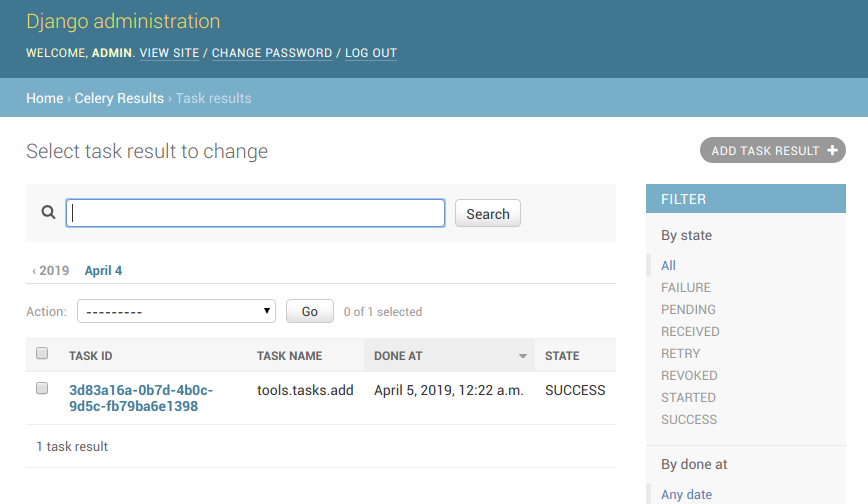 Django administration
WELCOME, ADMIN. VIEW SITE / CHANGE PASSWORD / LOG OUT
Home › Celery Results › Task results
Select task result to change
ADD TASK RESULT +
Search
‹ 2019 April 4
Action: --------- Go 0 of 1 selected
TASK ID TASK NAME DONE AT STATE
3d83a16a-0b7d-4b0c- tools.tasks.add April 5, 2019, 12:22 a.m. SUCCESS
9d5c-fb79ba6e1398
1 task result
FILTER
By state
All
FAILURE
PENDING
RECEIVED
RETRY
REVOKED
STARTED
SUCCESS
By done at
Any date